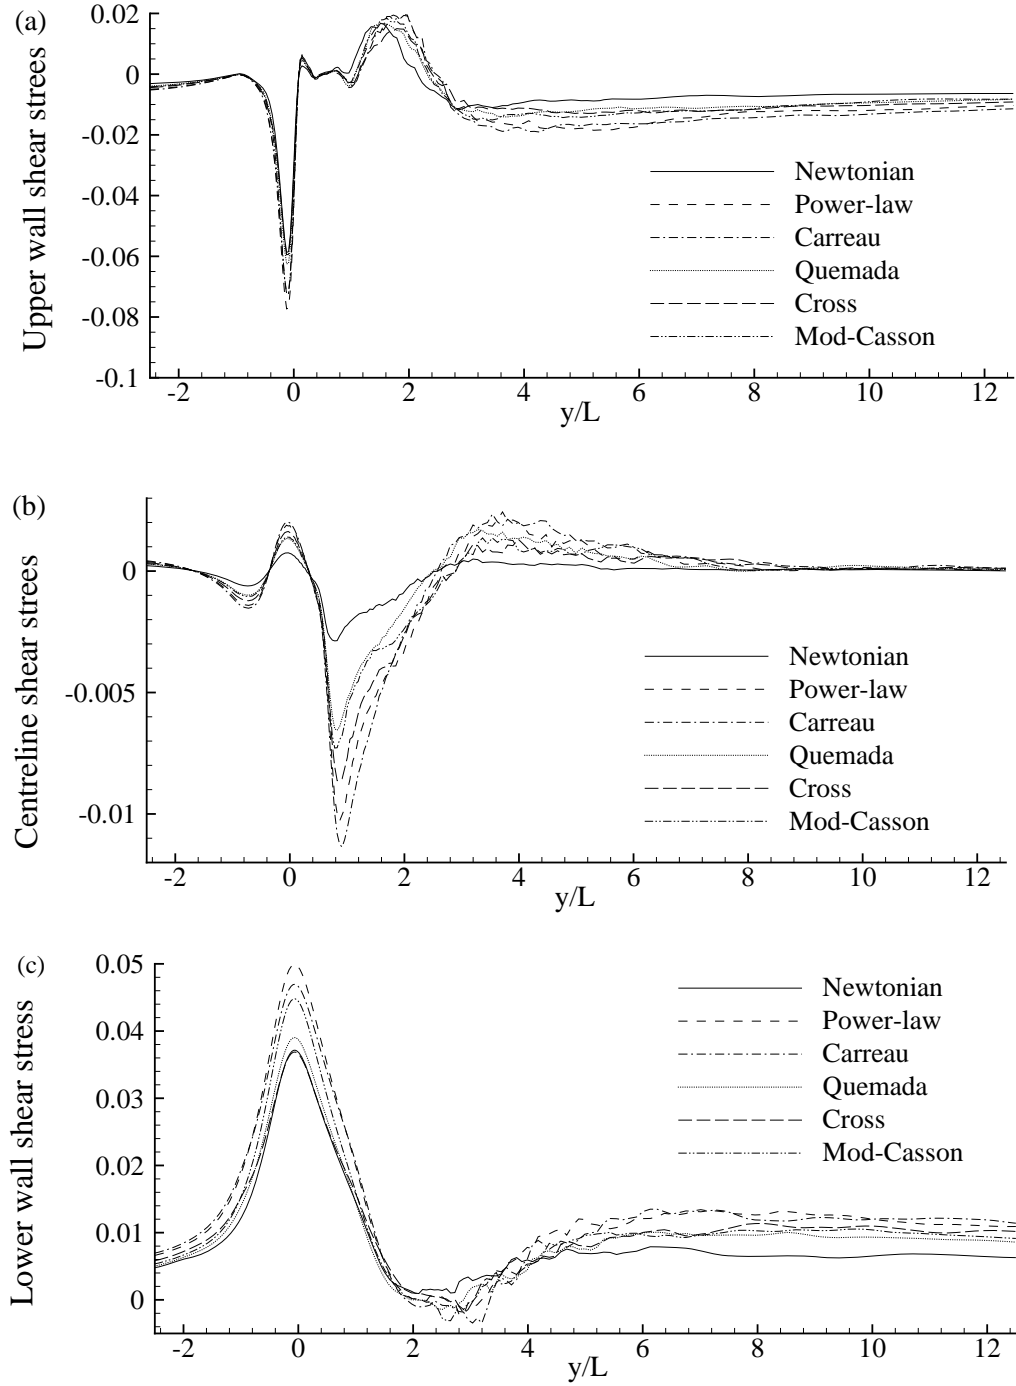 (a)
Upper wall shear strees
0.02
0
-0.02
-0.04
-0.06
-0.08
-0.1
-2 0 2 4 6 8 10 12
y/L
Newtonian
Power-law
Carreau
Quemada
Cross
Mod-Casson
(b)
Centreline shear strees
0
-0.005
-0.01
-2 0 2 4 6 8 10 12
y/L
Newtonian
Power-law
Carreau
Quemada
Cross
Mod-Casson
(c)
Lower wall shear stress
0.05
0.04
0.03
0.02
0.01
0
-2 0 2 4 6 8 10 12
y/L
Newtonian
Power-law
Carreau
Quemada
Cross
Mod-Casson